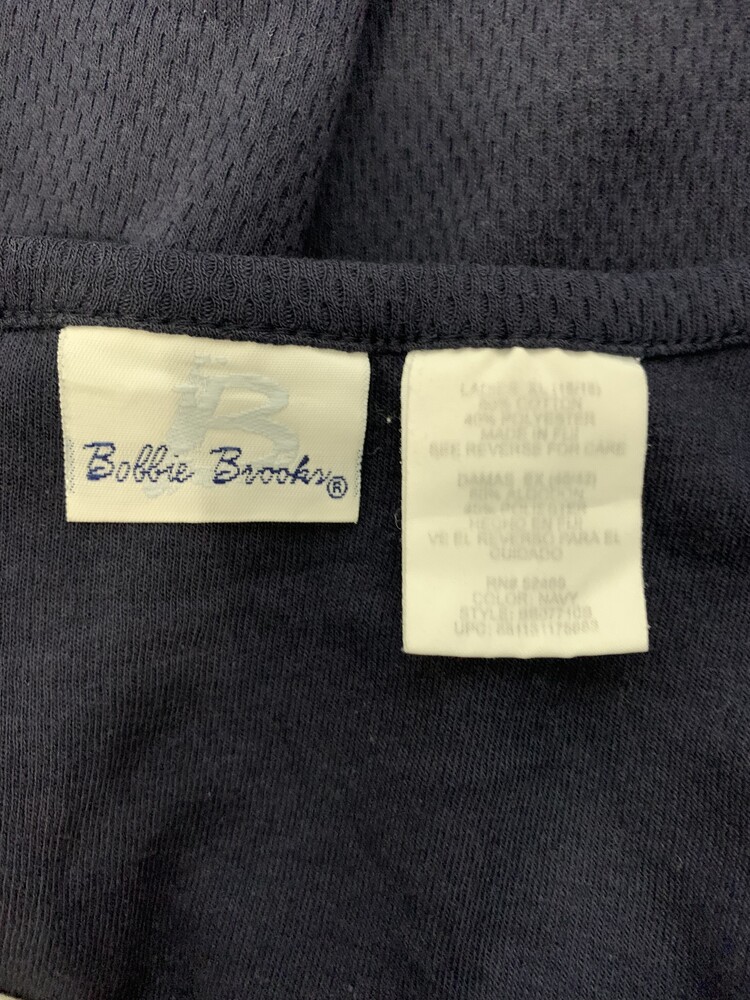 B
Bobbie Brooks®
LADIES XL (16/18)
60% COTTON
40% POLYESTER
MADE IN FIJI
SEE REVERSE FOR CARE
DAMAS
60% ALGODON
40% POLIESTER
HECHO EN FIJI
VE EL REVERSO PARA EL
CUIDADO
RN#
COLOR: NAVY
STYLE:
UPC: